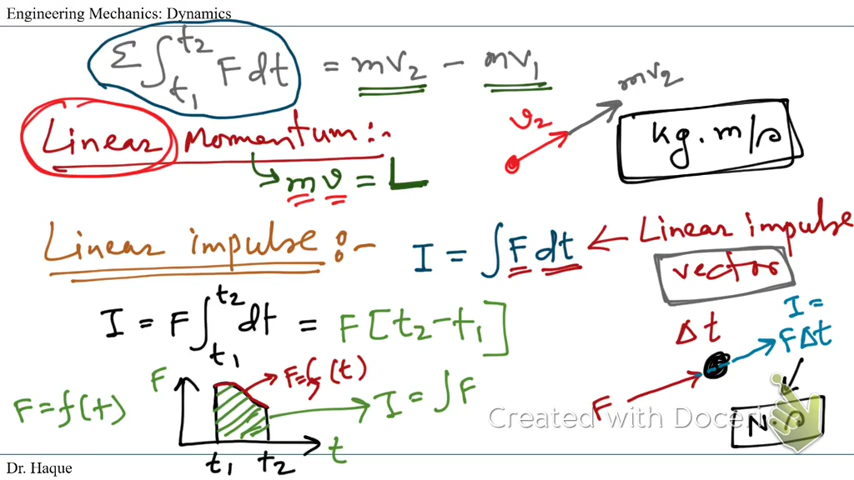 Engineering Mechanics: Dynamics
Σ∫_{t1}^{t2} Fdt = mv2 - mv1
mv2
v2
kg.m/s
Linear Momentum:-
mv = L
Linear impulse:-
I = ∫F dt ← Linear impulse
vector
I = F∫_{t1}^{t2} dt = F[t2-t1]
Δt
I =
FΔt
F
F=f(t)
F
F=f(t)
I = ∫F
t1
t2
t
Created with Doceri
N.s
Dr. Haque